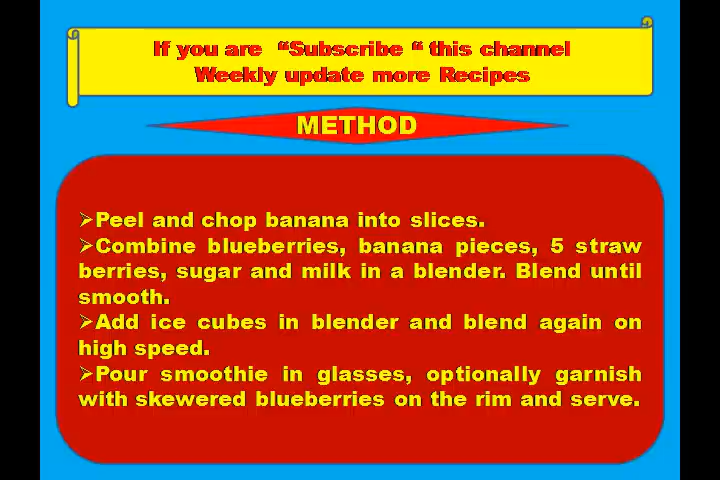 If you are “Subscribe “ this channel
Weekly update more Recipes
METHOD
➢Peel and chop banana into slices.
➢Combine blueberries, banana pieces, 5 straw
berries, sugar and milk in a blender. Blend until
smooth.
➢Add ice cubes in blender and blend again on
high speed.
➢Pour smoothie in glasses, optionally garnish
with skewered blueberries on the rim and serve.